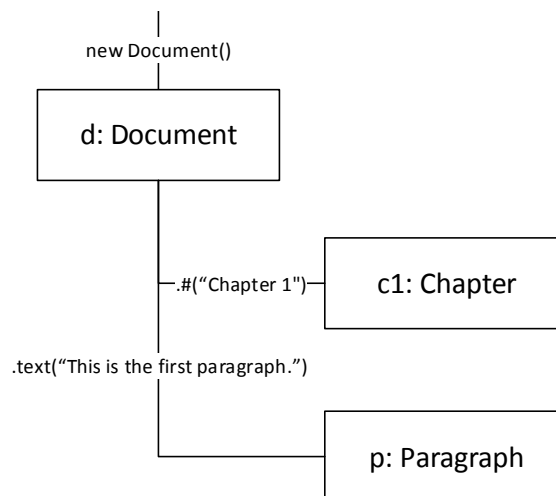 new Document()
d: Document
.#(“Chapter 1")
c1: Chapter
.text(“This is the first paragraph.”)
p: Paragraph